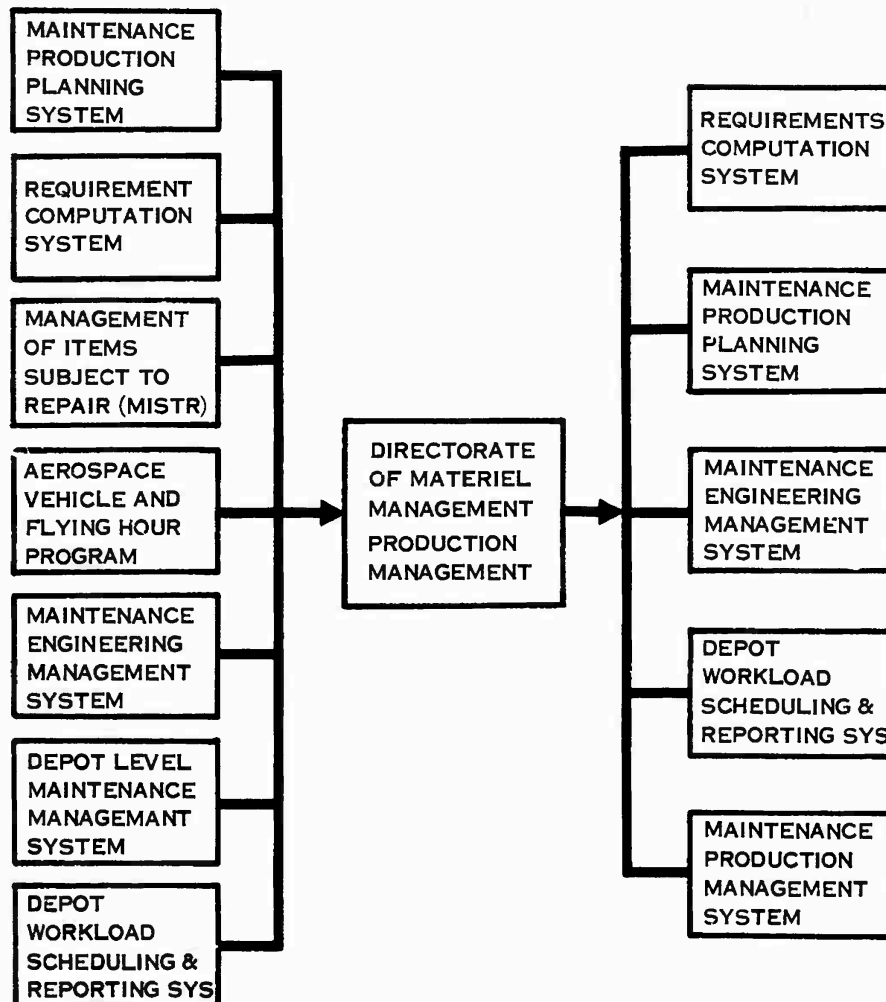 MAINTENANCE
PRODUCTION
PLANNING
SYSTEM
REQUIREMENT
COMPUTATION
SYSTEM
MANAGEMENT
OF ITEMS
SUBJECT TO
REPAIR (MISTR)
AEROSPACE
VEHICLE AND
FLYING HOUR
PROGRAM
MAINTENANCE
ENGINEERING
MANAGEMENT
SYSTEM
DEPOT LEVEL
MAINTENANCE
MANAGEMANT
SYSTEM
DEPOT
WORKLOAD
SCHEDULING &
REPORTING SYS
DIRECTORATE
OF MATERIEL
MANAGEMENT
PRODUCTION
MANAGEMENT
REQUIREMENTS
COMPUTATION
SYSTEM
MAINTENANCE
PRODUCTION
PLANNING
SYSTEM
MAINTENANCE
ENGINEERING
MANAGEMENT
SYSTEM
DEPOT
WORKLOAD
SCHEDULING &
REPORTING SYS
MAINTENANCE
PRODUCTION
MANAGEMENT
SYSTEM